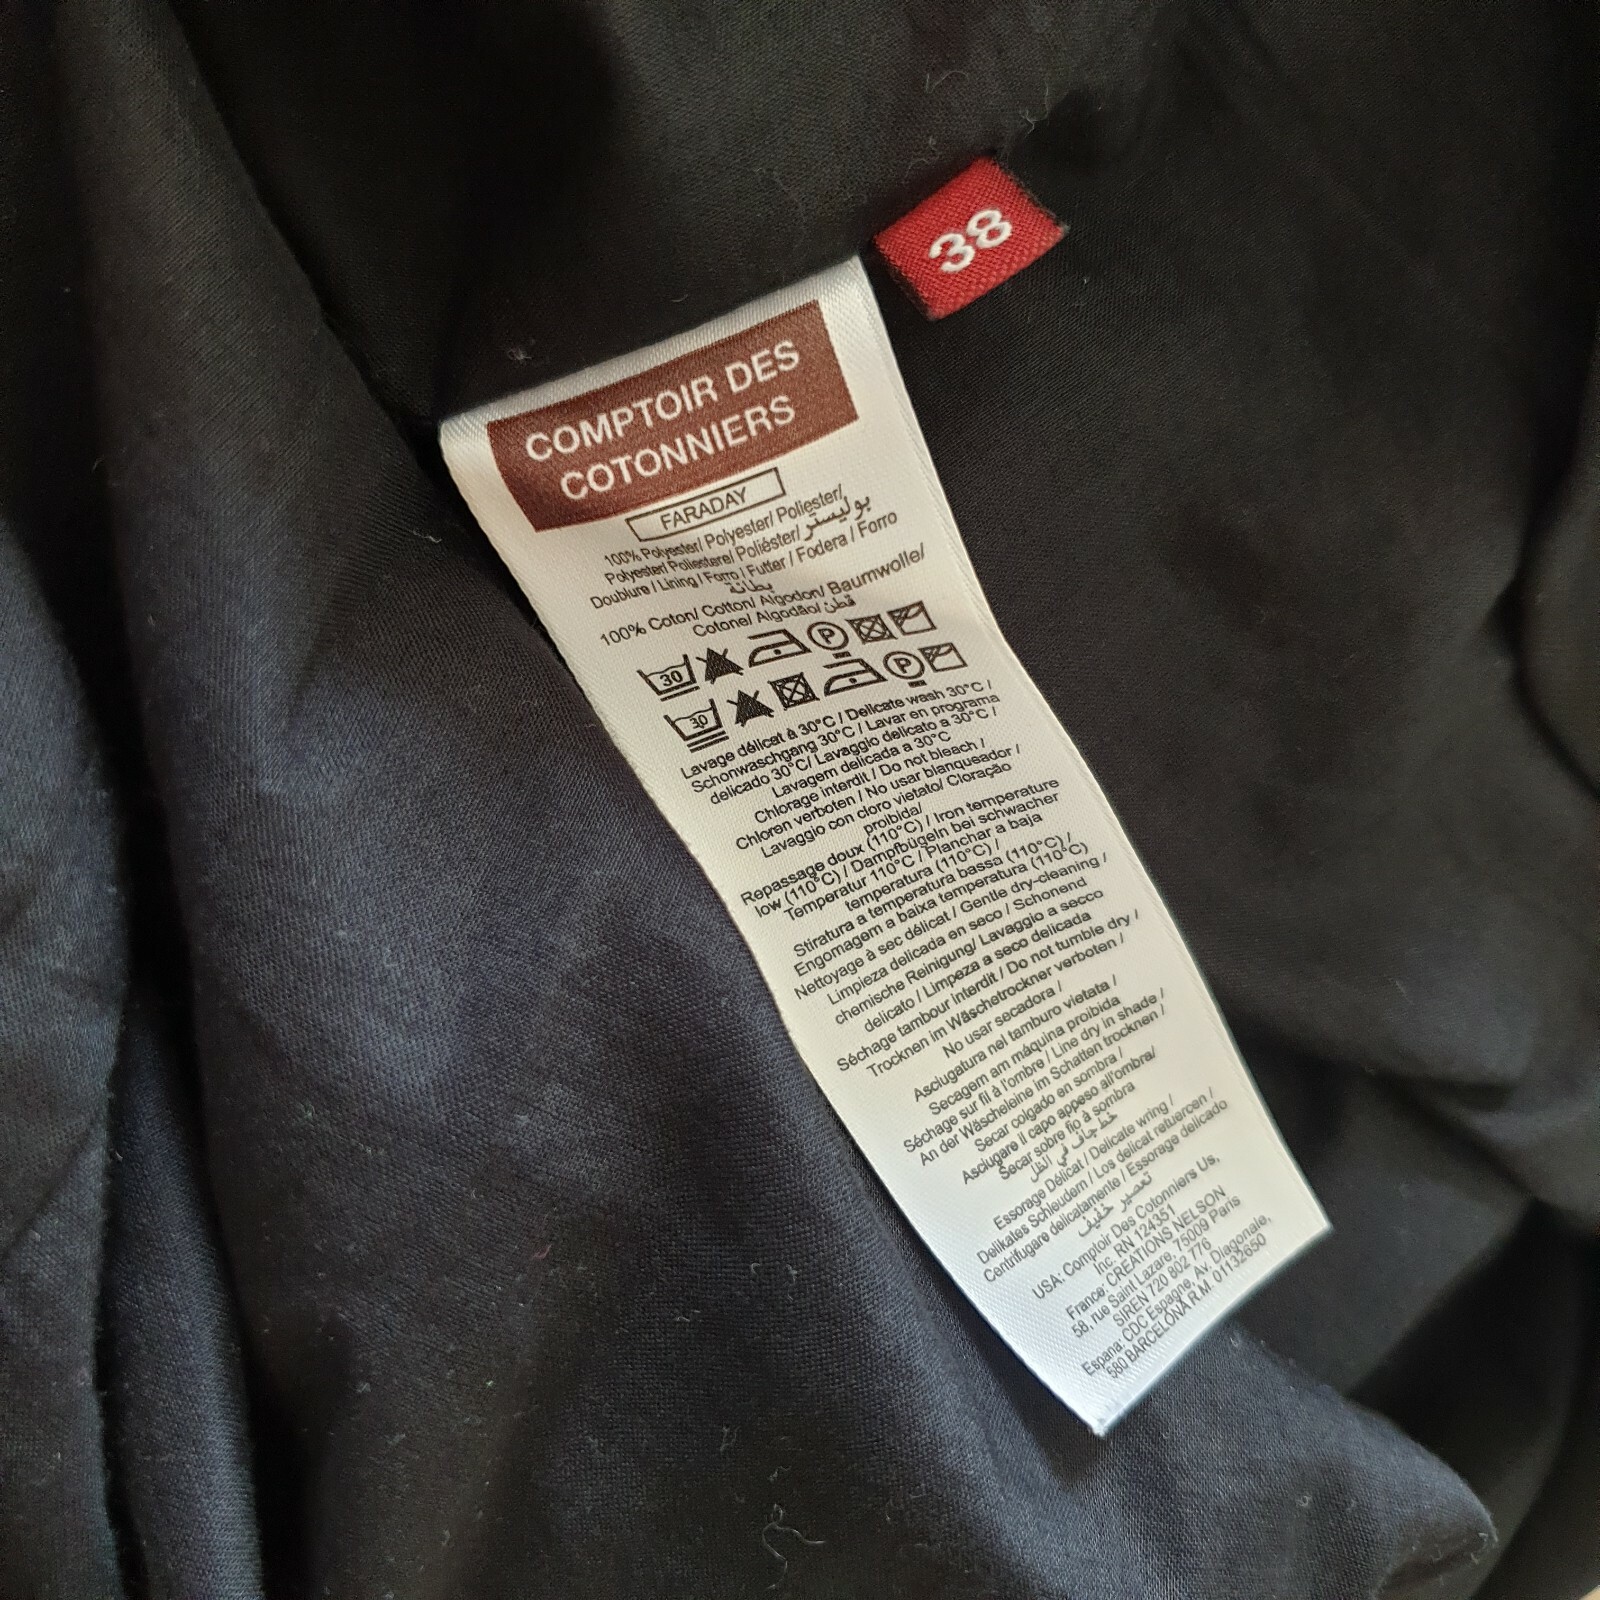 38
COMPTOIR DES
COTONNIERS
FARADAY
100% Polyester/ Polyester/ Poliester/
Polyester/ Poliestere/ Poliéster/ بوليستر
Doublure / Lining / Forro / Futter / Fodera / Forro
بطانة
100% Coton/ Cotton/ Algodon/ Baumwolle/
Cotone/ Algodão/ قطن
30
P
30
P
Lavage délicat à 30°C / Delicate wash 30°C /
Schonwaschgang 30°C / Lavar en programa
delicado 30°C/ Lavaggio delicato a 30°C /
Lavagem delicada a 30°C
Chlorage interdit / Do not bleach /
Chloren verboten / No usar blanqueador /
Lavaggio con cloro vietato/ Cloração
proibida/
Repassage doux (110°C) / Iron temperature
low (110°C) / Dampfbügeln bei schwacher
Temperatur 110°C / Planchar a baja
temperatura (110°C) /
Stiratura a temperatura bassa (110°C) /
Engomagem a baixa temperatura (110°C)
Nettoyage à sec délicat / Gentle dry-cleaning /
Limpieza delicada en seco / Schonend
chemische Reinigung/ Lavaggio a secco
delicato / Limpeza a seco delicada
Séchage tambour interdit / Do not tumble dry /
Trocknen im Wäschetrockner verboten /
No usar secadora /
Asciugatura nel tamburo vietata /
Secagem am máquina proibida
Séchage sur fil à l'ombre / Line dry in shade /
An der Wäscheleine im Schatten trocknen /
Secar colgado en sombra /
Asciugare il capo appeso all'ombra/
Secar sobre fio à sombra
خط جاف في الظل
Essorage Délicat / Delicate wring /
Delikates Schleudern / Los delicat retuercen /
Centrifugare delicatamente / Essorage delicado
تعصير خفيف
USA: Comptoir Des Cotonniers Us,
Inc. RN 124351
France: CREATIONS NELSON
58, rue Saint Lazare, 75009 Paris
SIREN 720 802 776
Espana: CDC Espagne, Av. Diagonale,
580 BARCELONA R.M. 01132650